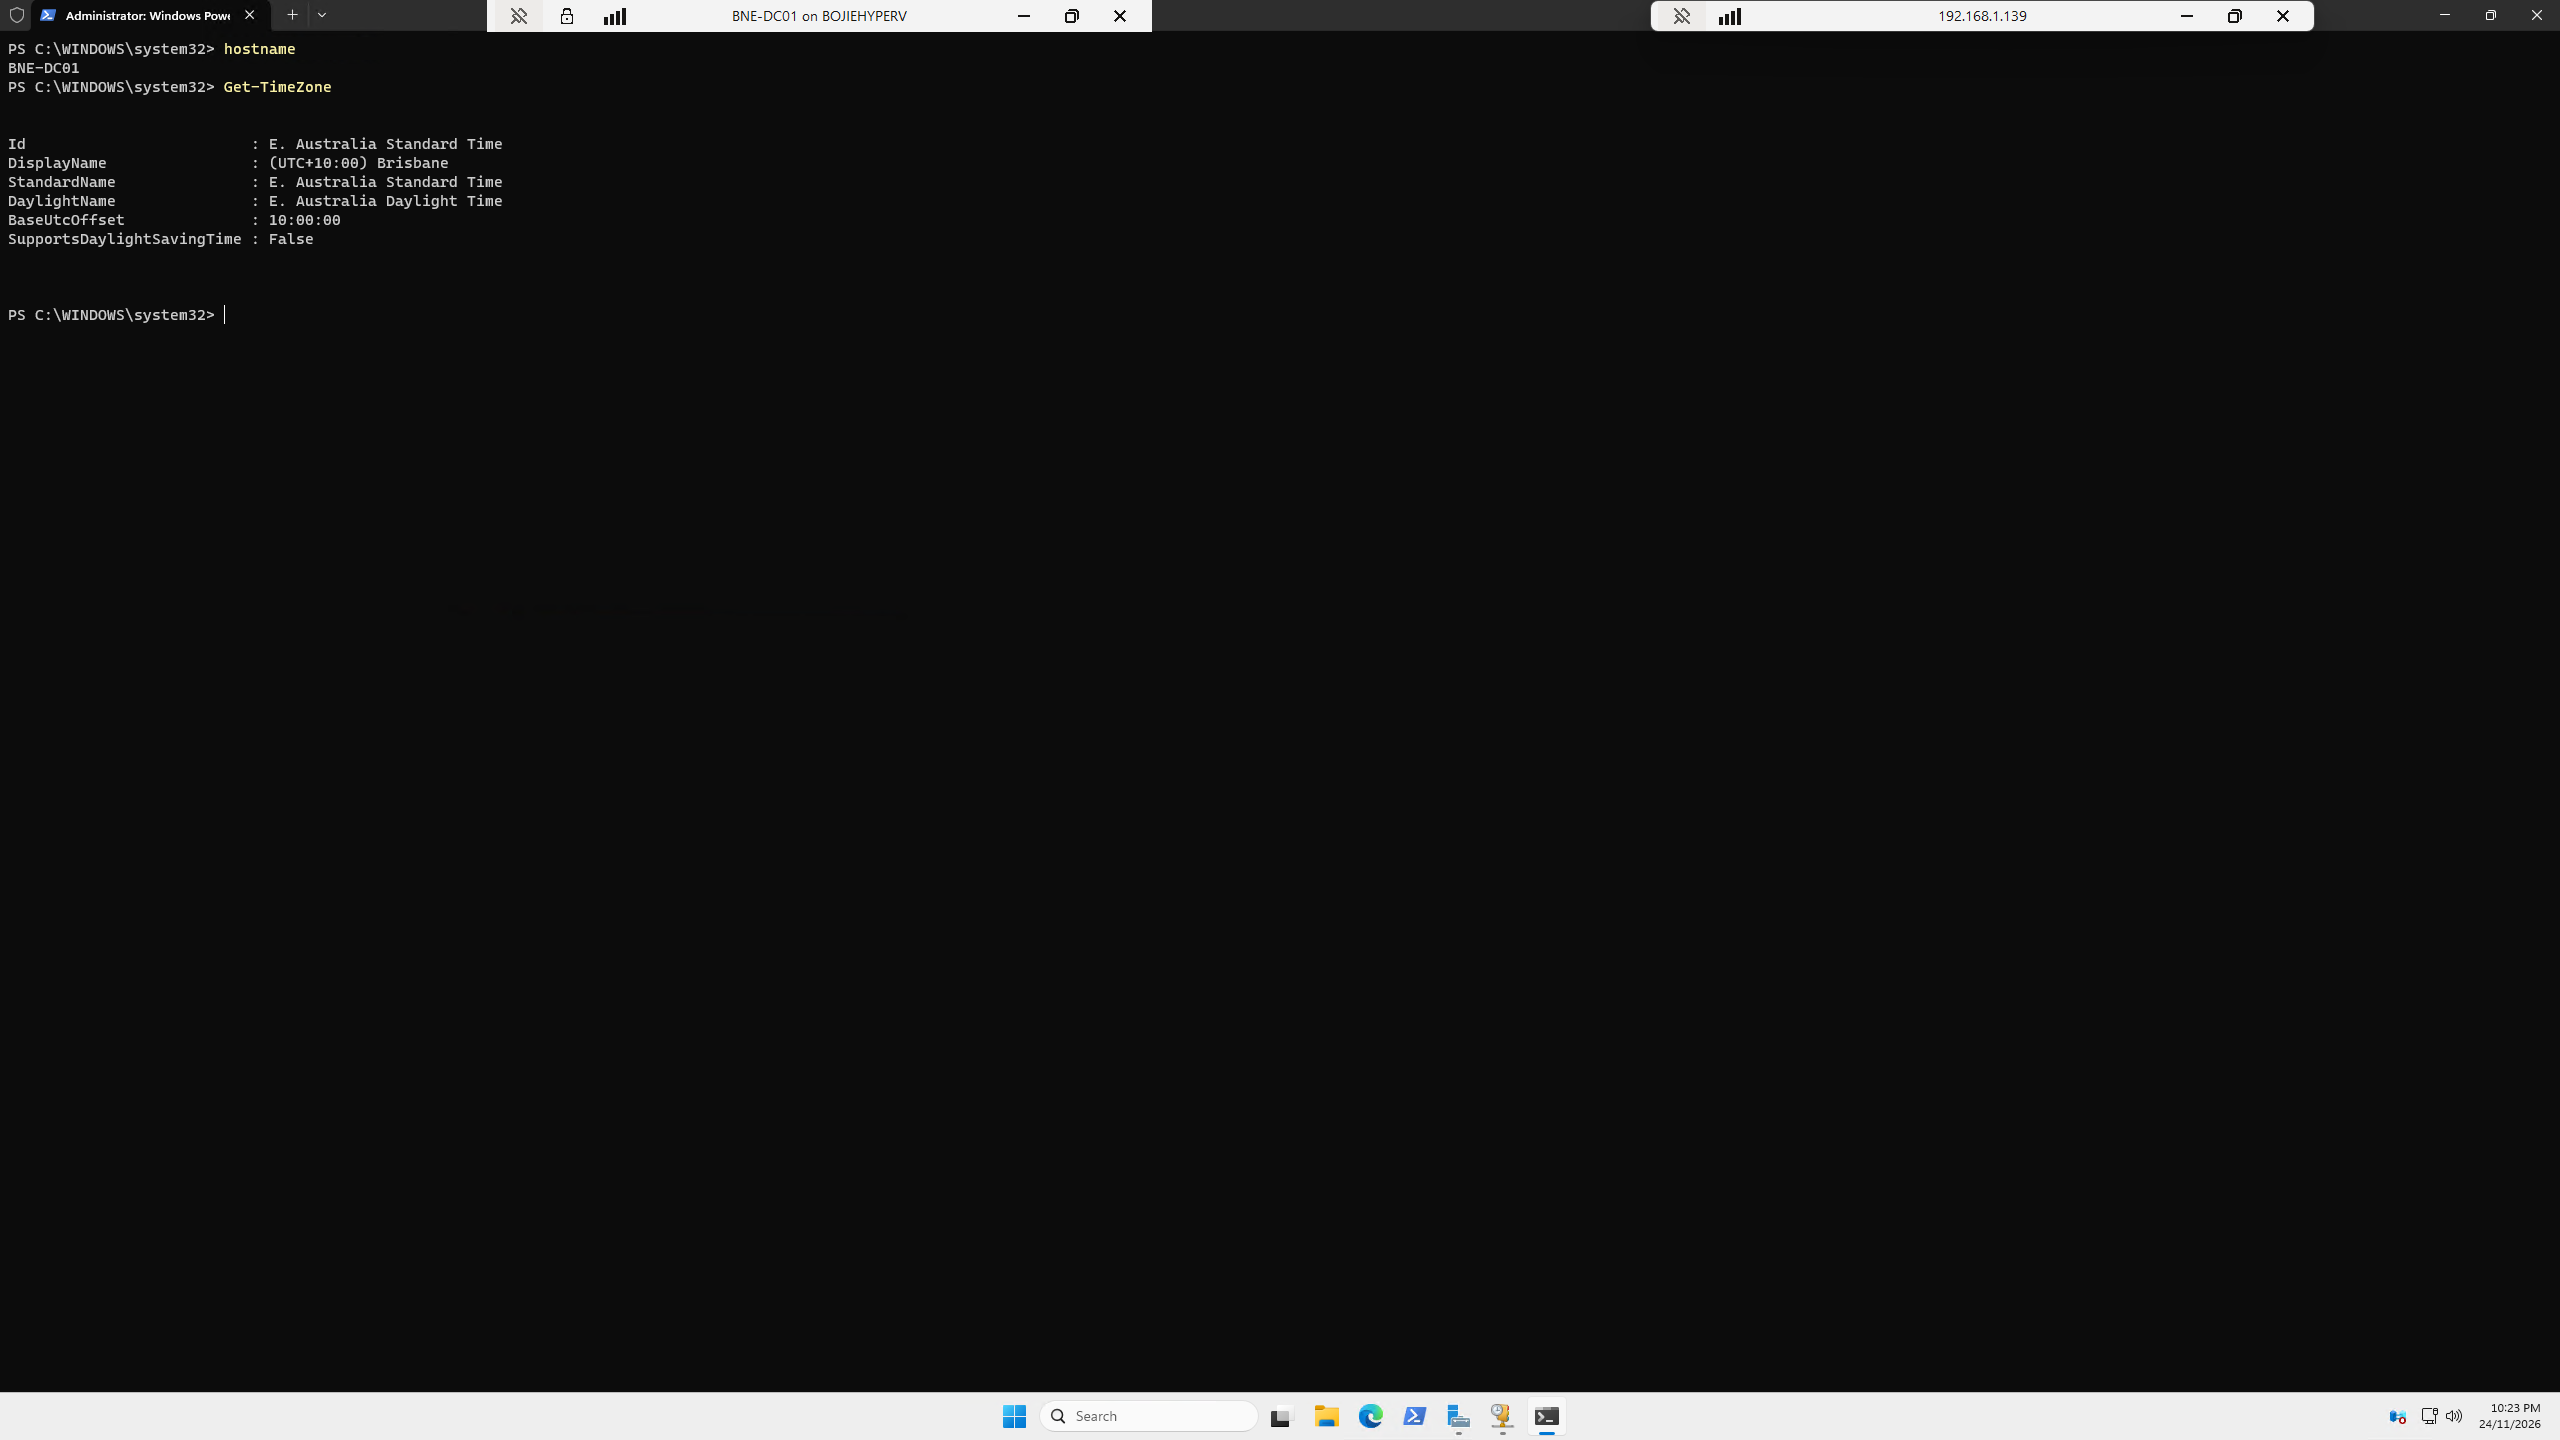 Administrator: Windows Powe
BNE-DC01 on BOJIEHYPERV
192.168.1.139
PS C:\WINDOWS\system32> hostname
BNE-DC01
PS C:\WINDOWS\system32> Get-TimeZone
Id                         : E. Australia Standard Time
DisplayName                : (UTC+10:00) Brisbane
StandardName               : E. Australia Standard Time
DaylightName               : E. Australia Daylight Time
BaseUtcOffset              : 10:00:00
SupportsDaylightSavingTime : False
PS C:\WINDOWS\system32>
Search
10:23 PM
24/11/2026